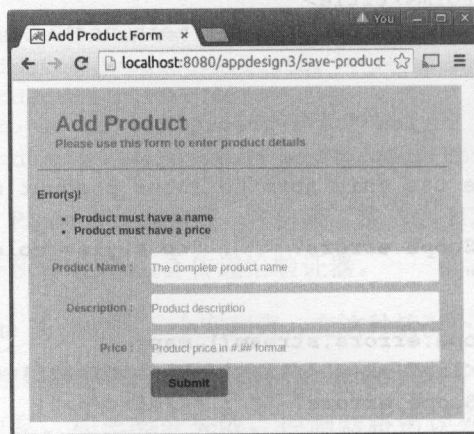 You
Add Product Form ×
localhost:8080/appdesign3/save-product
Add Product
Please use this form to enter product details
Error(s)!
• Product must have a name
• Product must have a price
Product Name : The complete product name
Description : Product description
Price : Product price in #.## format
Submit